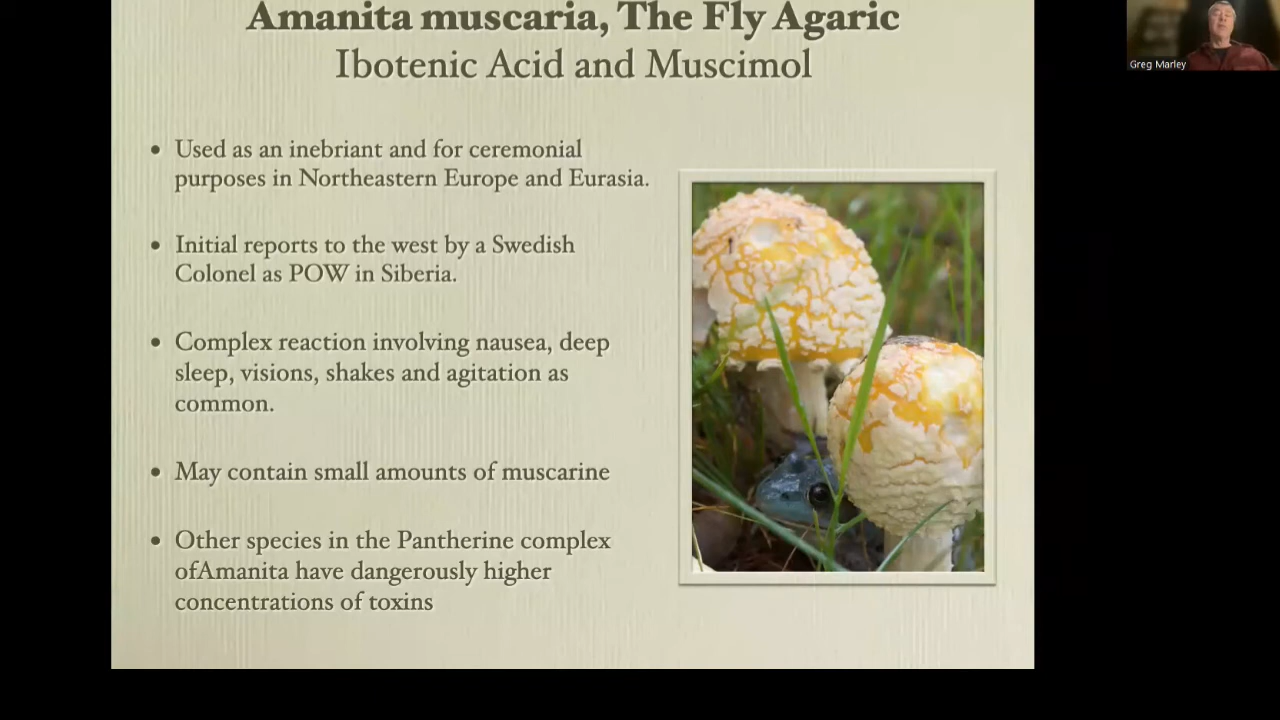 Amanita muscaria, The Fly Agaric
Ibotenic Acid and Muscimol
• Used as an inebriant and for ceremonial
purposes in Northeastern Europe and Eurasia.
• Initial reports to the west by a Swedish
Colonel as POW in Siberia.
• Complex reaction involving nausea, deep
sleep, visions, shakes and agitation as
common.
• May contain small amounts of muscarine
• Other species in the Pantherine complex
ofAmanita have dangerously higher
concentrations of toxins
Greg Marley